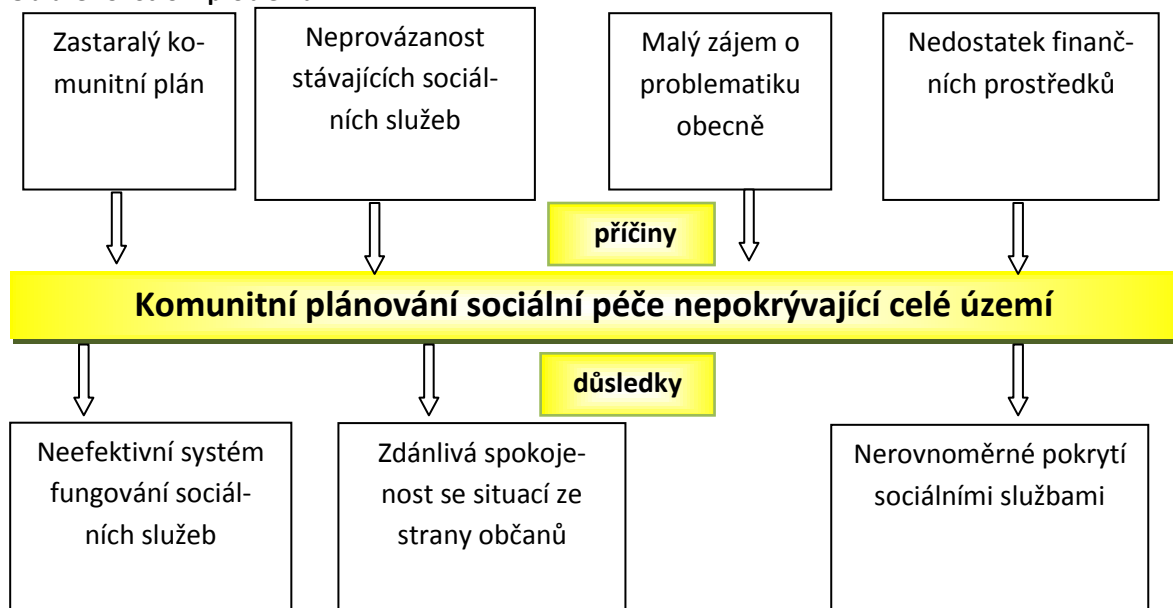 Zastaralý ko-
munitní plán
Neprovázanost
stávajících sociál-
ních služeb
Malý zájem o
problematiku
obecně
Nedostatek finanč-
ních prostředků
příčiny
Komunitní plánování sociální péče nepokrývající celé území
důsledky
Neefektivní systém
fungování sociál-
ních služeb
Zdánlivá spokoje-
nost se situací ze
strany občanů
Nerovnoměrné pokrytí
sociálními službami